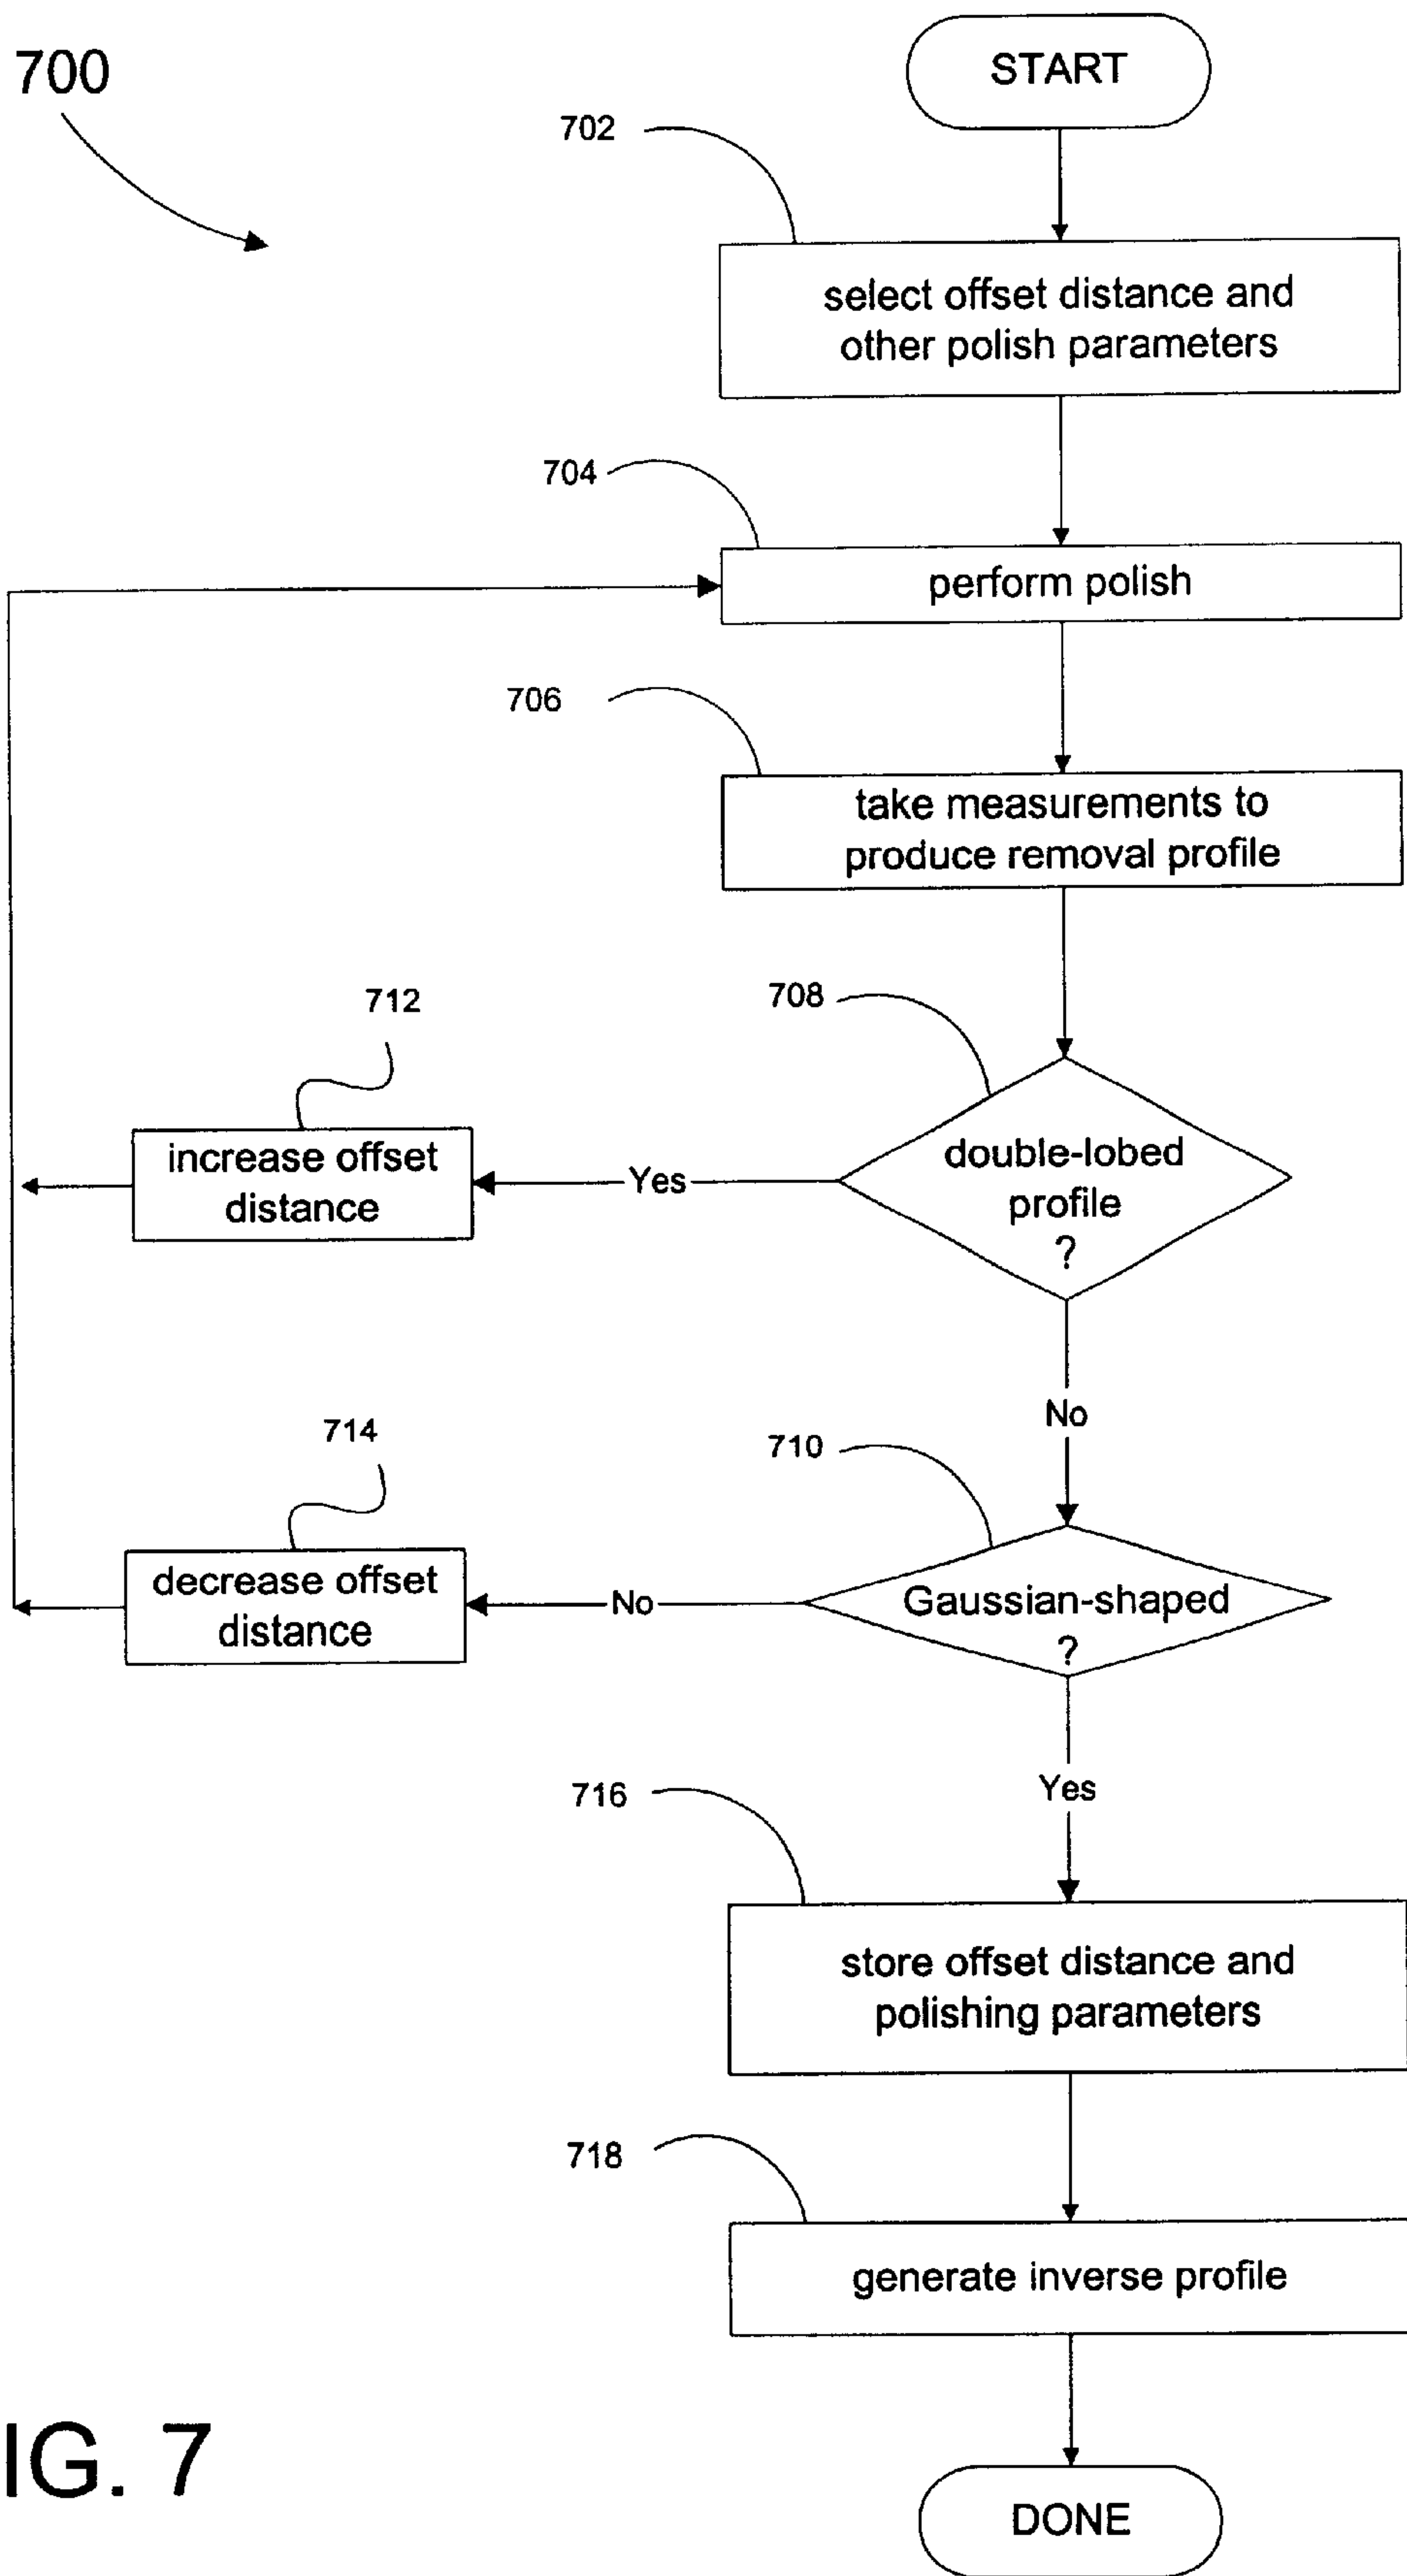 700
START
702
select offset distance and
other polish parameters
704
perform polish
706
take measurements to
produce removal profile
708
712
double-lobed
profile
?
Yes
increase offset
distance
No
710
714
Gaussian-shaped
?
No
decrease offset
distance
Yes
716
store offset distance and
polishing parameters
718
generate inverse profile
IG. 7
DONE